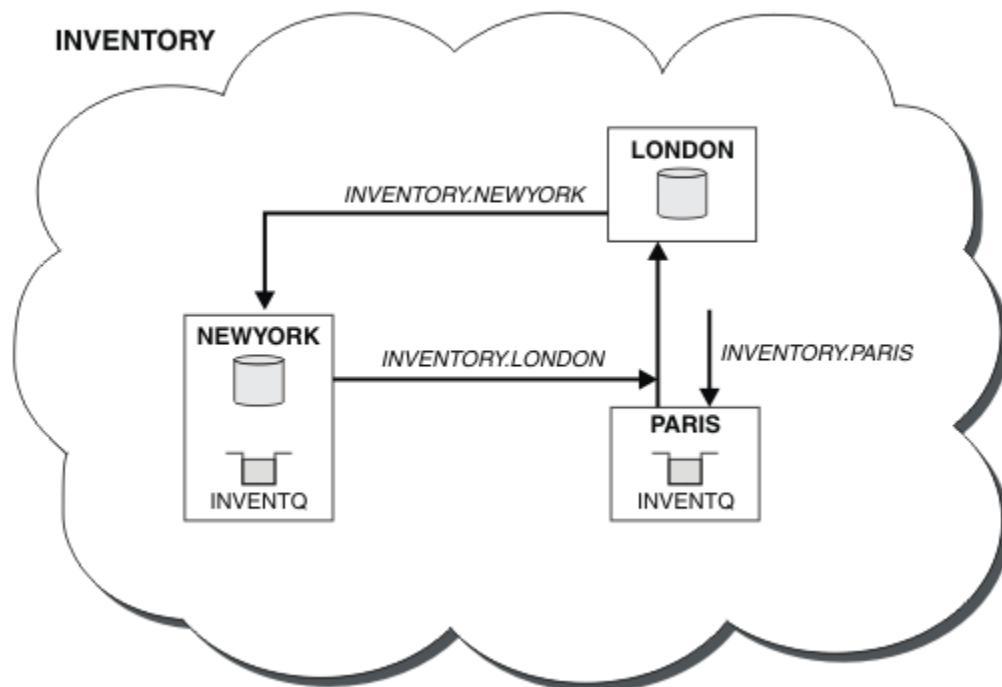 INVENTORY
LONDON
INVENTORY.NEWYORK
NEWYORK
INVENTORY.LONDON
INVENTORY.PARIS
PARIS
INVENTQ
INVENTQ